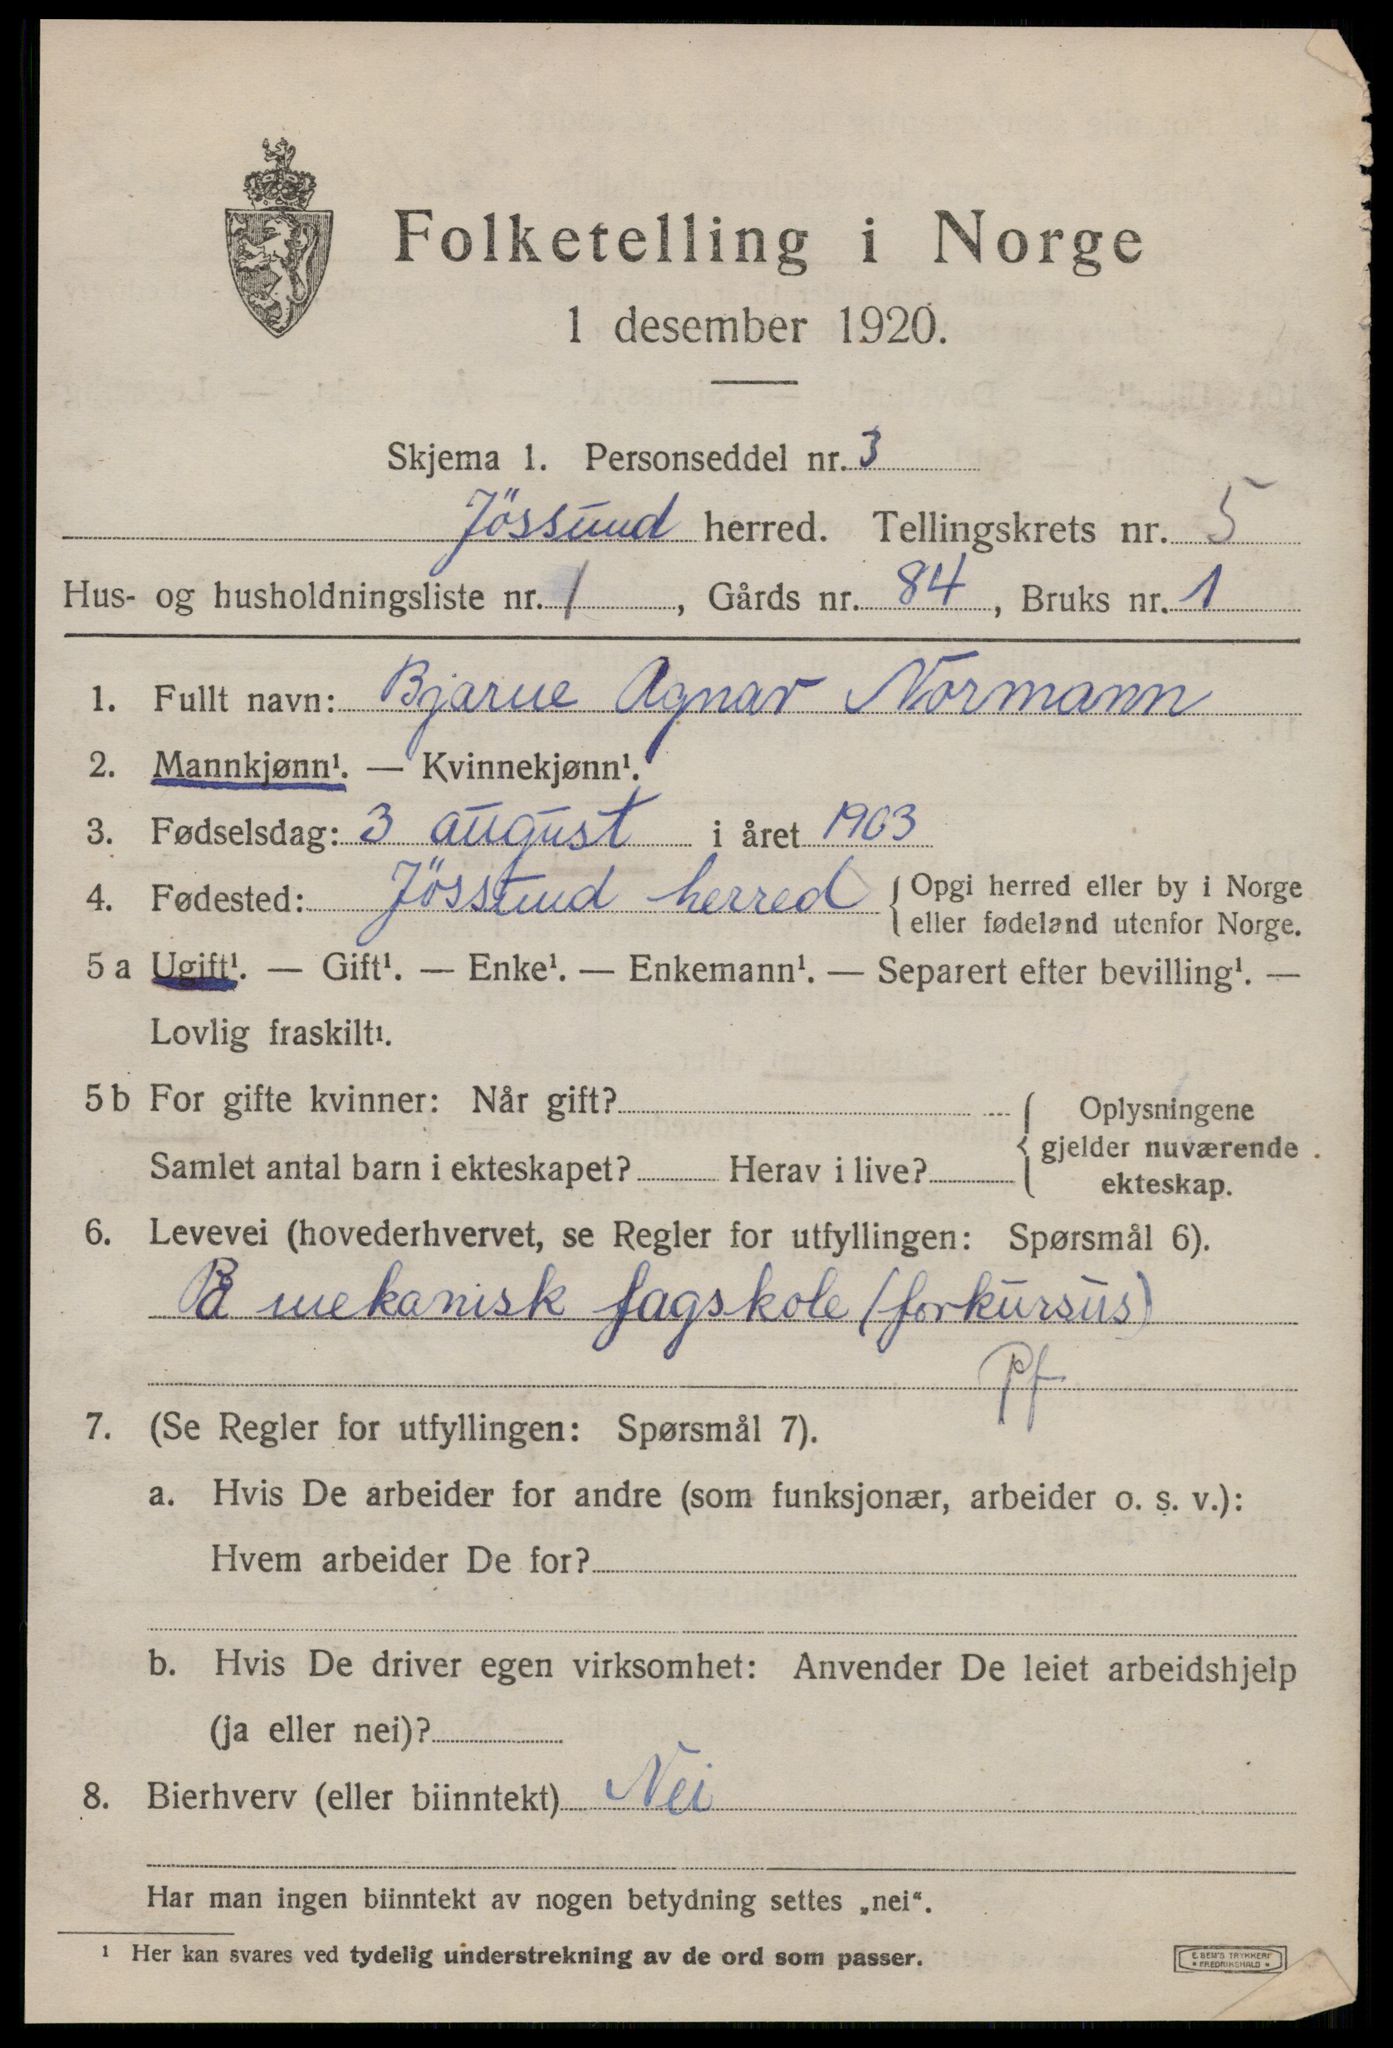 Folketelling i Norge
1 desember 1920.
Skjema 1. Personseddel nr. 3
Jössund herred. Tellingskrets nr. 5
Hus- og husholdningsliste nr. 1, Gårds nr. 84, Bruks nr. 1
1. Fullt navn: Bjarne Agnar Normann
2. Mannkjønn¹. — Kvinnekjønn¹.
3. Fødselsdag: 3 august i året 1903
4. Fødested: Jössund herred { Opgi herred eller by i Norge
eller fødeland utenfor Norge.
5 a Ugift¹. — Gift¹. — Enke¹. — Enkemann¹. — Separert efter bevilling¹. —
Lovlig fraskilt¹.
5 b For gifte kvinner: Når gift? { Oplysningene
gjelder nuværende
Samlet antal barn i ekteskapet? Herav i live? ekteskap.
6. Levevei (hovederhvervet, se Regler for utfyllingen: Spørsmål 6).
På mekanisk fagskole (forkursus)
Pf
7. (Se Regler for utfyllingen: Spørsmål 7).
a. Hvis De arbeider for andre (som funksjonær, arbeider o. s. v.):
Hvem arbeider De for?
b. Hvis De driver egen virksomhet: Anvender De leiet arbeidshjelp
(ja eller nei)?
8. Bierhverv (eller biinntekt) Nei
Har man ingen biinntekt av nogen betydning settes „nei“.
¹ Her kan svares ved tydelig understrekning av de ord som passer.
E. SEM'S TRYKKERI
* FREDRIKSHALD *